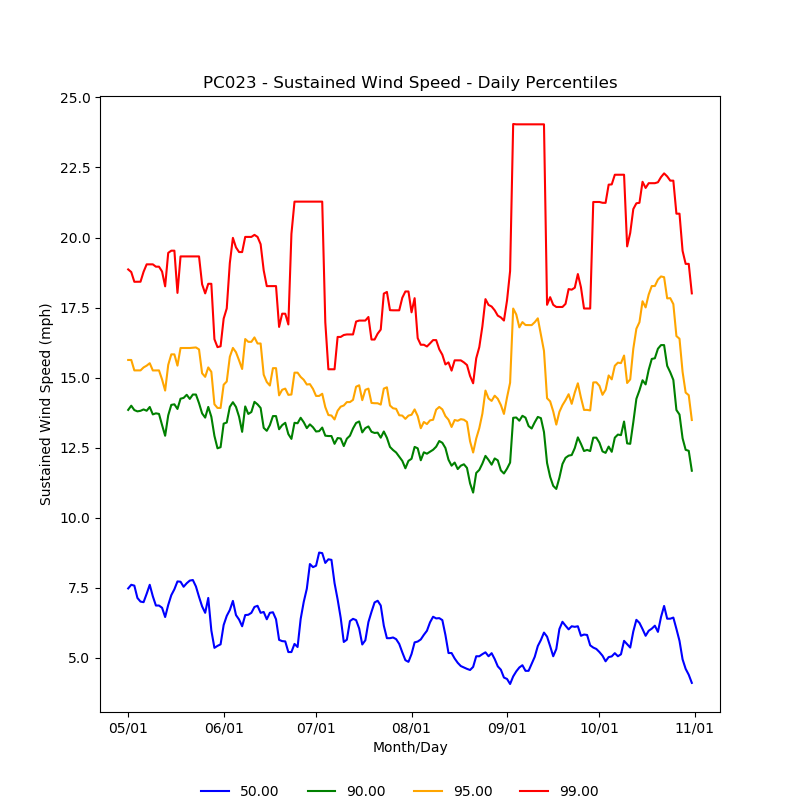 PC023 - Sustained Wind Speed - Daily Percentiles
25.0
22.5
20.0
17.5
15.0
12.5
10.0
7.5
5.0
Sustained Wind Speed (mph)
05/01 06/01 07/01 08/01 09/01 10/01 11/01
Month/Day
50.00 90.00 95.00 99.00